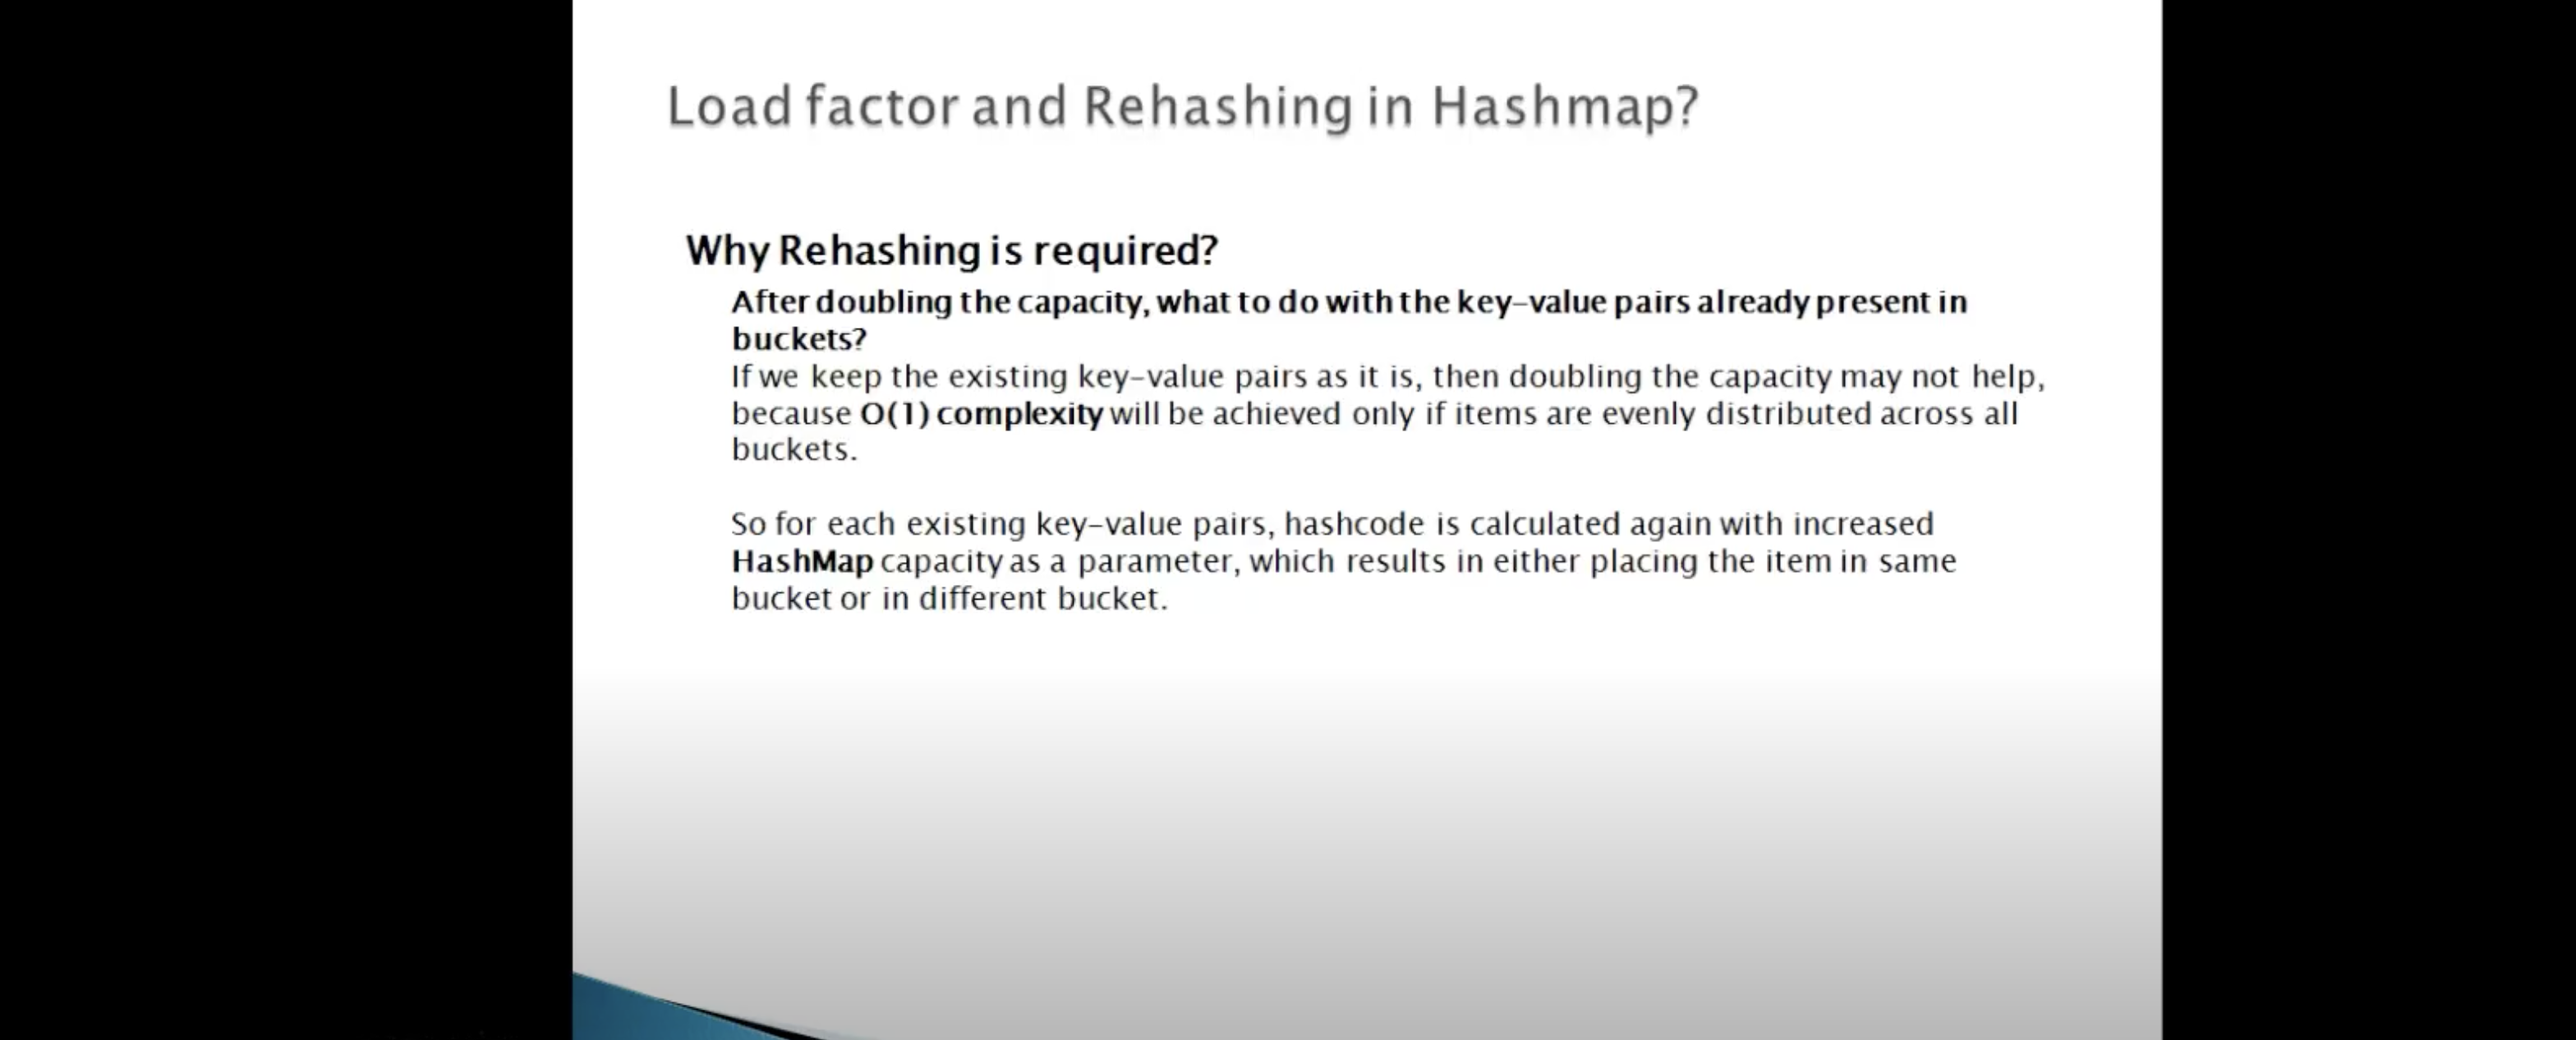 Load factor and Rehashing in Hashmap?
Why Rehashing is required?
After doubling the capacity, what to do with the key-value pairs already present in
buckets?
If we keep the existing key-value pairs as it is, then doubling the capacity may not help,
because O(1) complexity will be achieved only if items are evenly distributed across all
buckets.
So for each existing key-value pairs, hashcode is calculated again with increased
HashMap capacity as a parameter, which results in either placing the item in same
bucket or in different bucket.